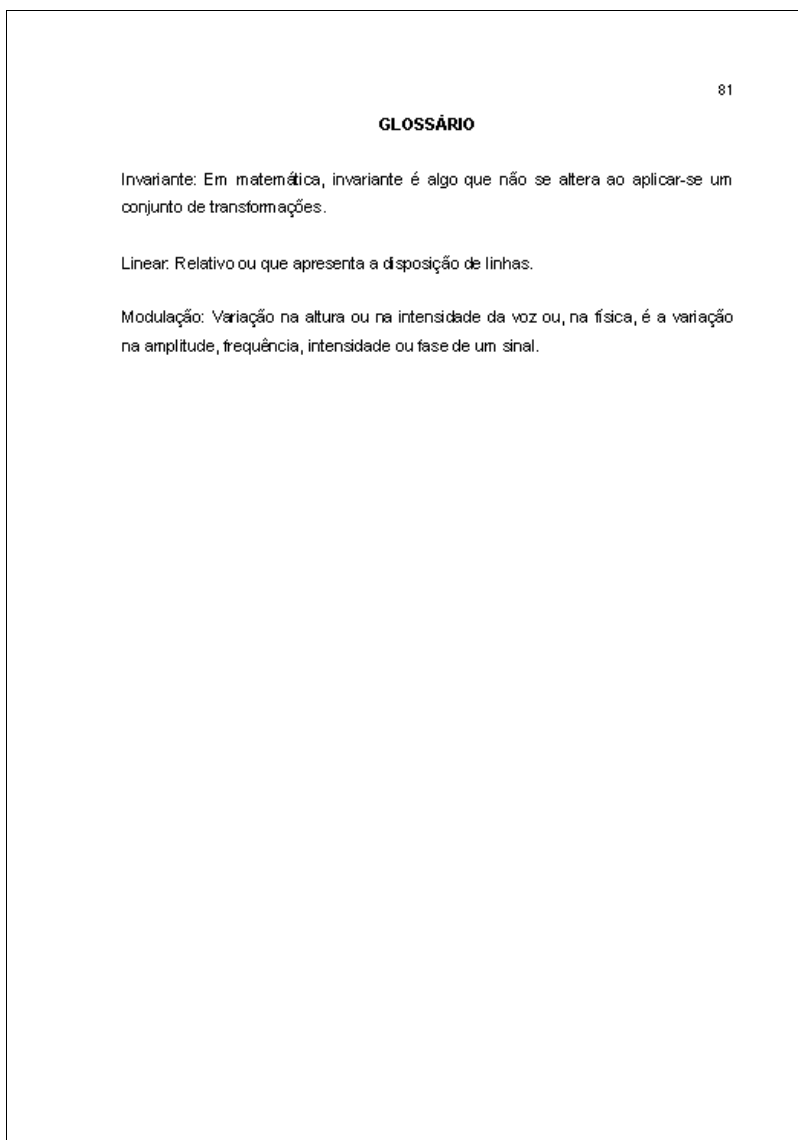 81
GLOSSÁRIO
Invariante: Em matemática, invariante é algo que não se altera ao aplicar-se um
conjunto de transformações.
Linear: Relativo ou que apresenta a disposição de linhas.
Modulação: Variação na altura ou na intensidade da voz ou, na física, é a variação
na amplitude, frequência, intensidade ou fase de um sinal.